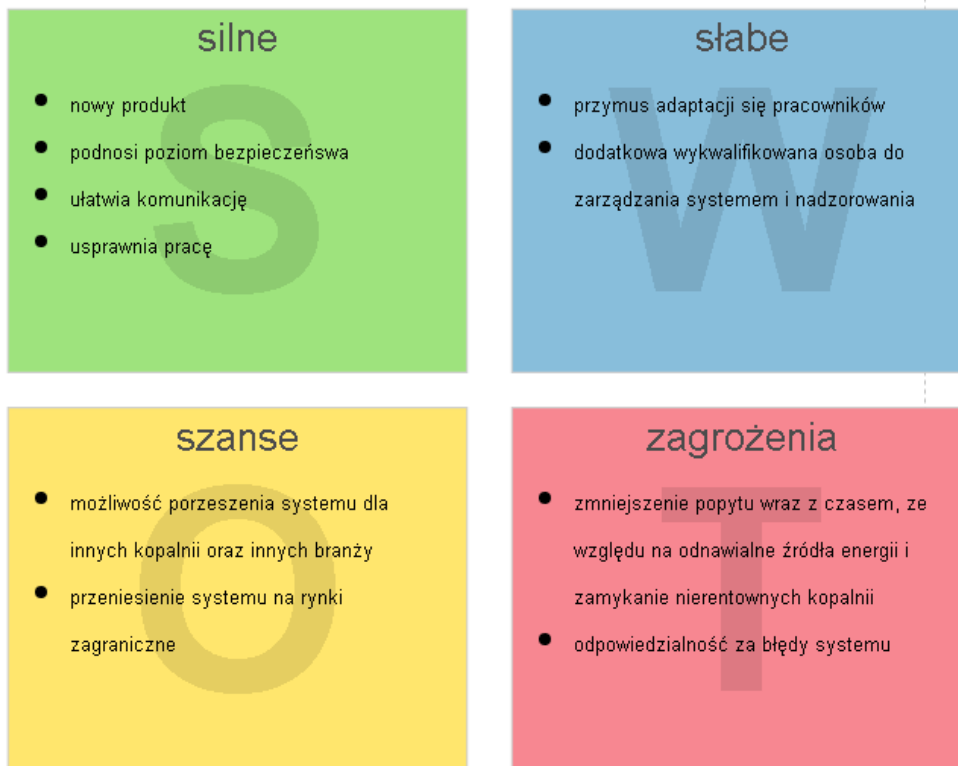 silne
S
nowy produkt
podnosi poziom bezpieczeńswa
ułatwia komunikację
usprawnia pracę
słabe
W
przymus adaptacji się pracowników
dodatkowa wykwalifikowana osoba do
zarządzania systemem i nadzorowania
szanse
O
możliwość porzeszenia systemu dla
innych kopalnii oraz innych branży
przeniesienie systemu na rynki
zagraniczne
zagrożenia
T
zmniejszenie popytu wraz z czasem, ze
względu na odnawialne źródła energii i
zamykanie nierentownych kopalnii
odpowiedzialność za błędy systemu